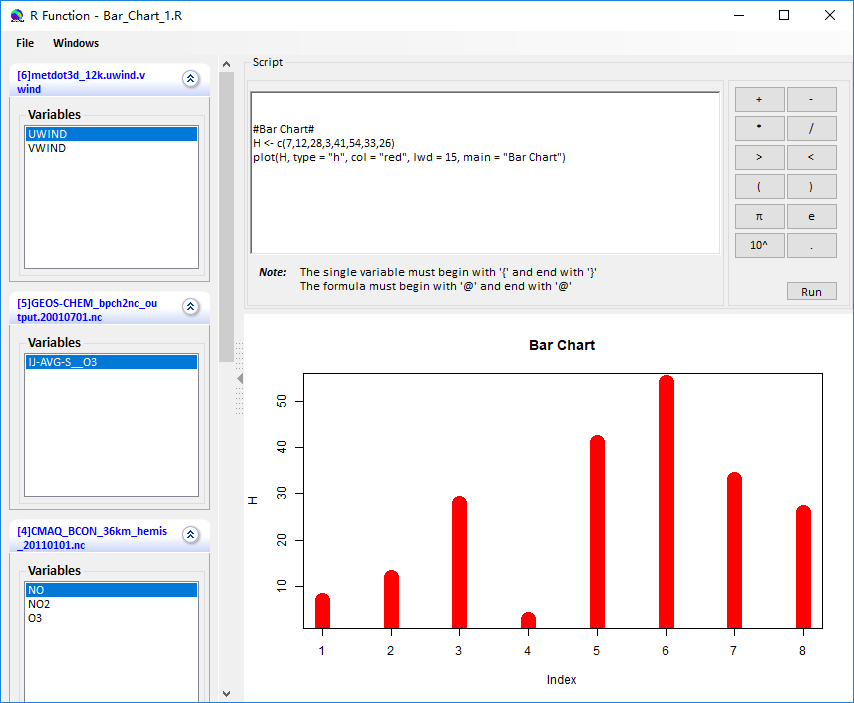 R Function - Bar_Chart_1.R
File Windows
[6]metdot3d_12k.uwind.v
wind
Variables
UWIND
VWIND
[5]GEOS-CHEM_bpch2nc_ou
tput.20010701.nc
Variables
IJ-AVG-S__O3
[4]CMAQ_BCON_36km_hemis
_20110101.nc
Variables
NO
NO2
O3
Script
#Bar Chart#
H <- c(7,12,28,3,41,54,33,26)
plot(H, type = "h", col = "red", lwd = 15, main = "Bar Chart")
Note: The single variable must begin with '{' and end with '}'
The formula must begin with '@' and end with '@'
+ -
* /
> <
( )
π e
10^ .
Run
Bar Chart
H
50
40
30
20
10
1 2 3 4 5 6 7 8
Index